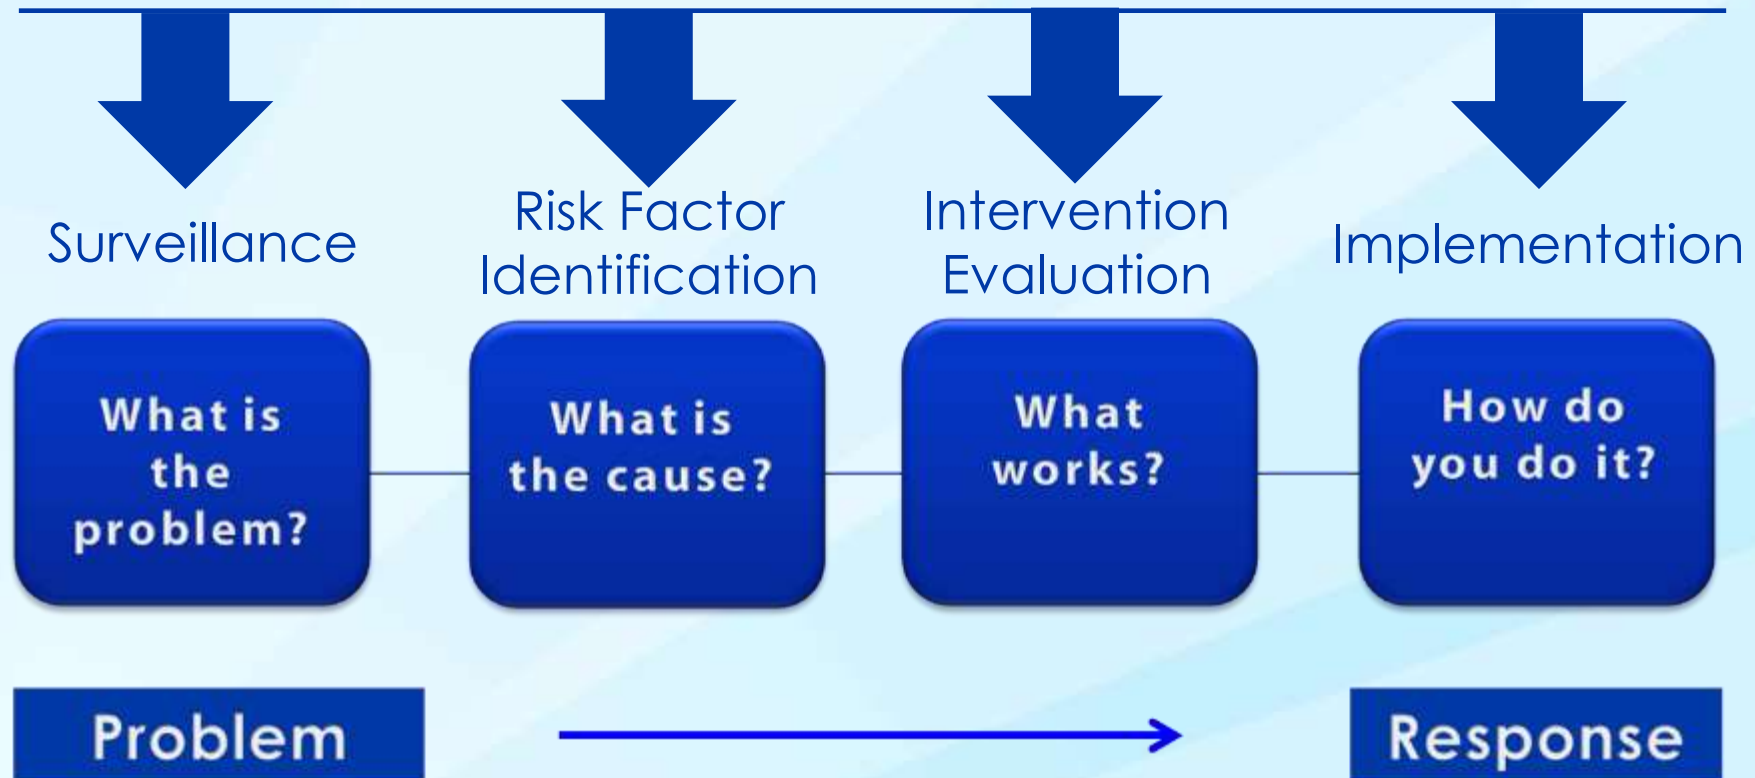 Surveillance
Risk Factor
Identification
Intervention
Evaluation
Implementation
What is
the
problem?
What is
the cause?
What
works?
How do
you do it?
Problem
Response